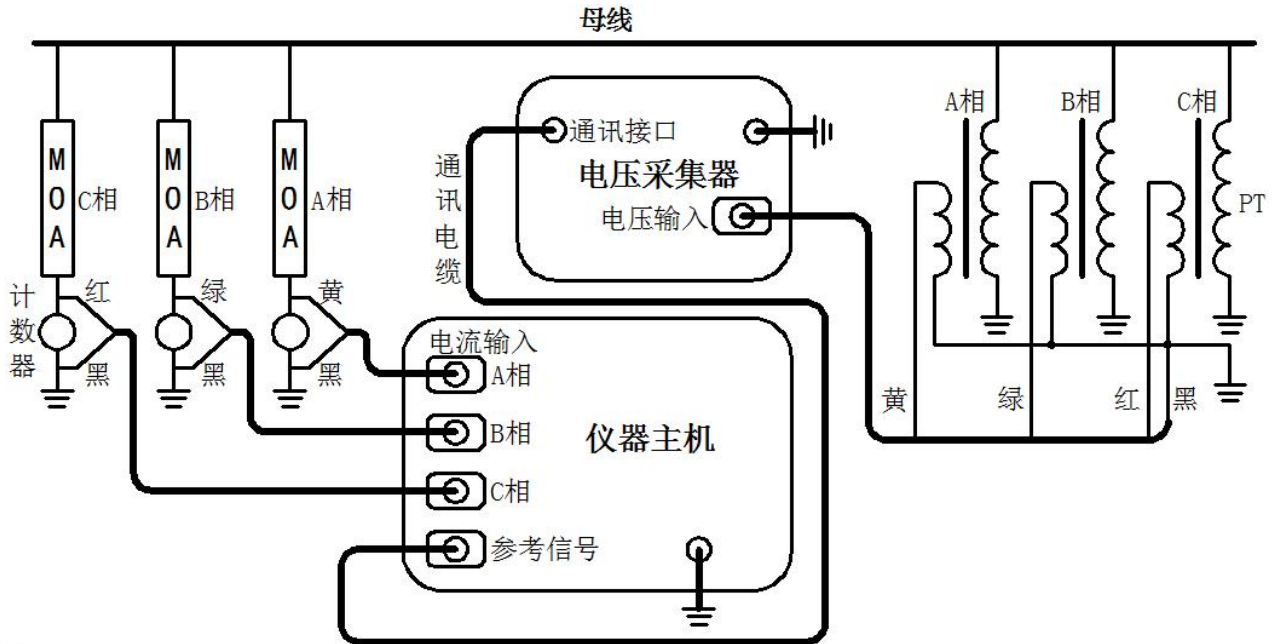 母线
A相
B相
C相
PT
MOA
C相
MOA
B相
MOA
A相
通讯接口
电压采集器
电压输入
通讯电缆
计数器
红
黑
绿
黑
黄
黑
电流输入
A相
B相
C相
参考信号
仪器主机
黄
绿
红
黑